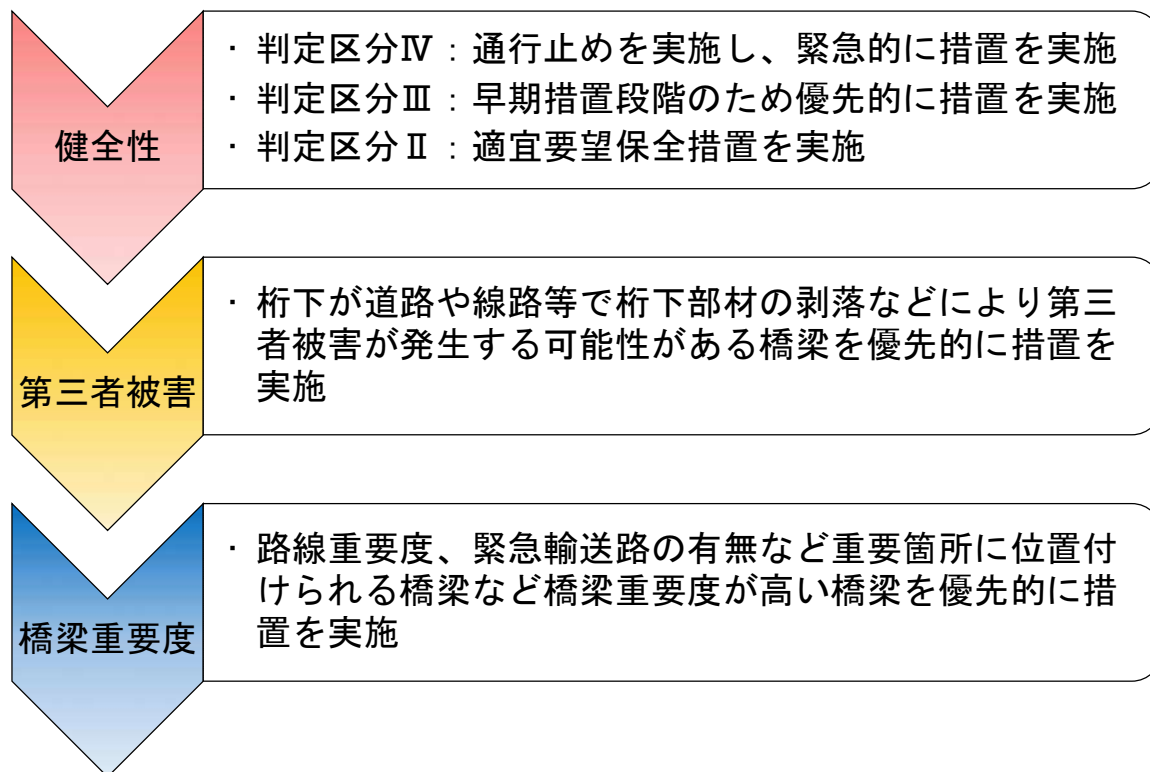 健全性
・判定区分Ⅳ：通行止めを実施し、緊急的に措置を実施
・判定区分Ⅲ：早期措置段階のため優先的に措置を実施
・判定区分Ⅱ：適宜要望保全措置を実施
第三者被害
・桁下が道路や線路等で桁下部材の剥落などにより第三
者被害が発生する可能性がある橋梁を優先的に措置を
実施
橋梁重要度
・路線重要度、緊急輸送路の有無など重要箇所に位置付
けられる橋梁など橋梁重要度が高い橋梁を優先的に措
置を実施